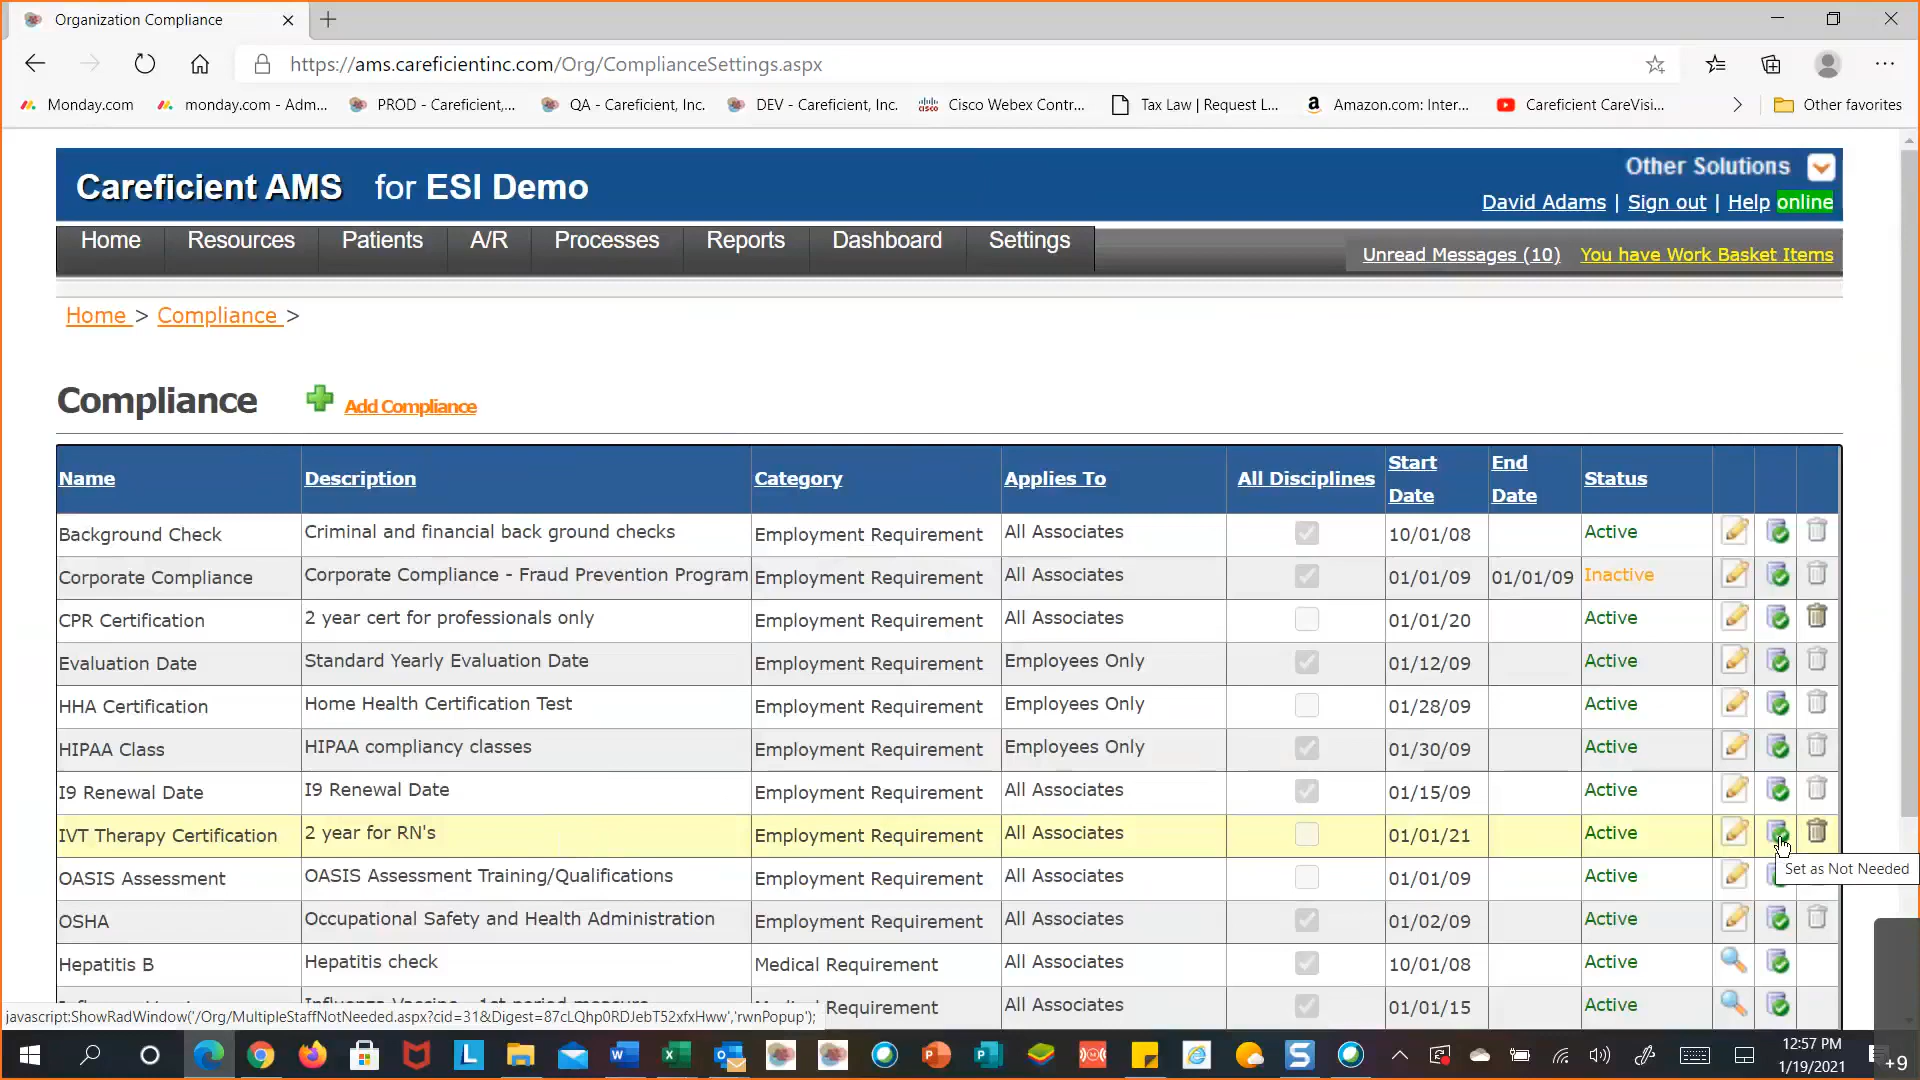 Organization Compliance
https://ams.careficientinc.com/Org/ComplianceSettings.aspx
Monday.com monday.com - Adm... PROD - Careficient,... QA - Careficient, Inc. DEV - Careficient, Inc. Cisco Webex Contr... Tax Law | Request L... Amazon.com: Inter... Careficient CareVisi... Other favorites
Other Solutions
Careficient AMS for ESI Demo
David Adams | Sign out | Help online
Home Resources Patients A/R Processes Reports Dashboard Settings
Unread Messages (10) You have Work Basket Items
Home > Compliance >
Compliance Add Compliance
Name Description Category Applies To All Disciplines Start Date End Date Status
Background Check Criminal and financial back ground checks Employment Requirement All Associates 10/01/08 Active
Corporate Compliance Corporate Compliance - Fraud Prevention Program Employment Requirement All Associates 01/01/09 01/01/09 Inactive
CPR Certification 2 year cert for professionals only Employment Requirement All Associates 01/01/20 Active
Evaluation Date Standard Yearly Evaluation Date Employment Requirement Employees Only 01/12/09 Active
HHA Certification Home Health Certification Test Employment Requirement Employees Only 01/28/09 Active
HIPAA Class HIPAA compliancy classes Employment Requirement Employees Only 01/30/09 Active
I9 Renewal Date I9 Renewal Date Employment Requirement All Associates 01/15/09 Active
IVT Therapy Certification 2 year for RN's Employment Requirement All Associates 01/01/21 Active
Set as Not Needed
OASIS Assessment OASIS Assessment Training/Qualifications Employment Requirement All Associates 01/01/09 Active
OSHA Occupational Safety and Health Administration Employment Requirement All Associates 01/02/09 Active
Hepatitis B Hepatitis check Medical Requirement All Associates 10/01/08 Active
Medical Requirement All Associates 01/01/15 Active
javascript:ShowRadWindow('/Org/MultipleStaffNotNeeded.aspx?cid=31&Digest=87cLQhp0RDJebT52xfxHww','rwnPopup');
12:57 PM
1/19/2021
+9